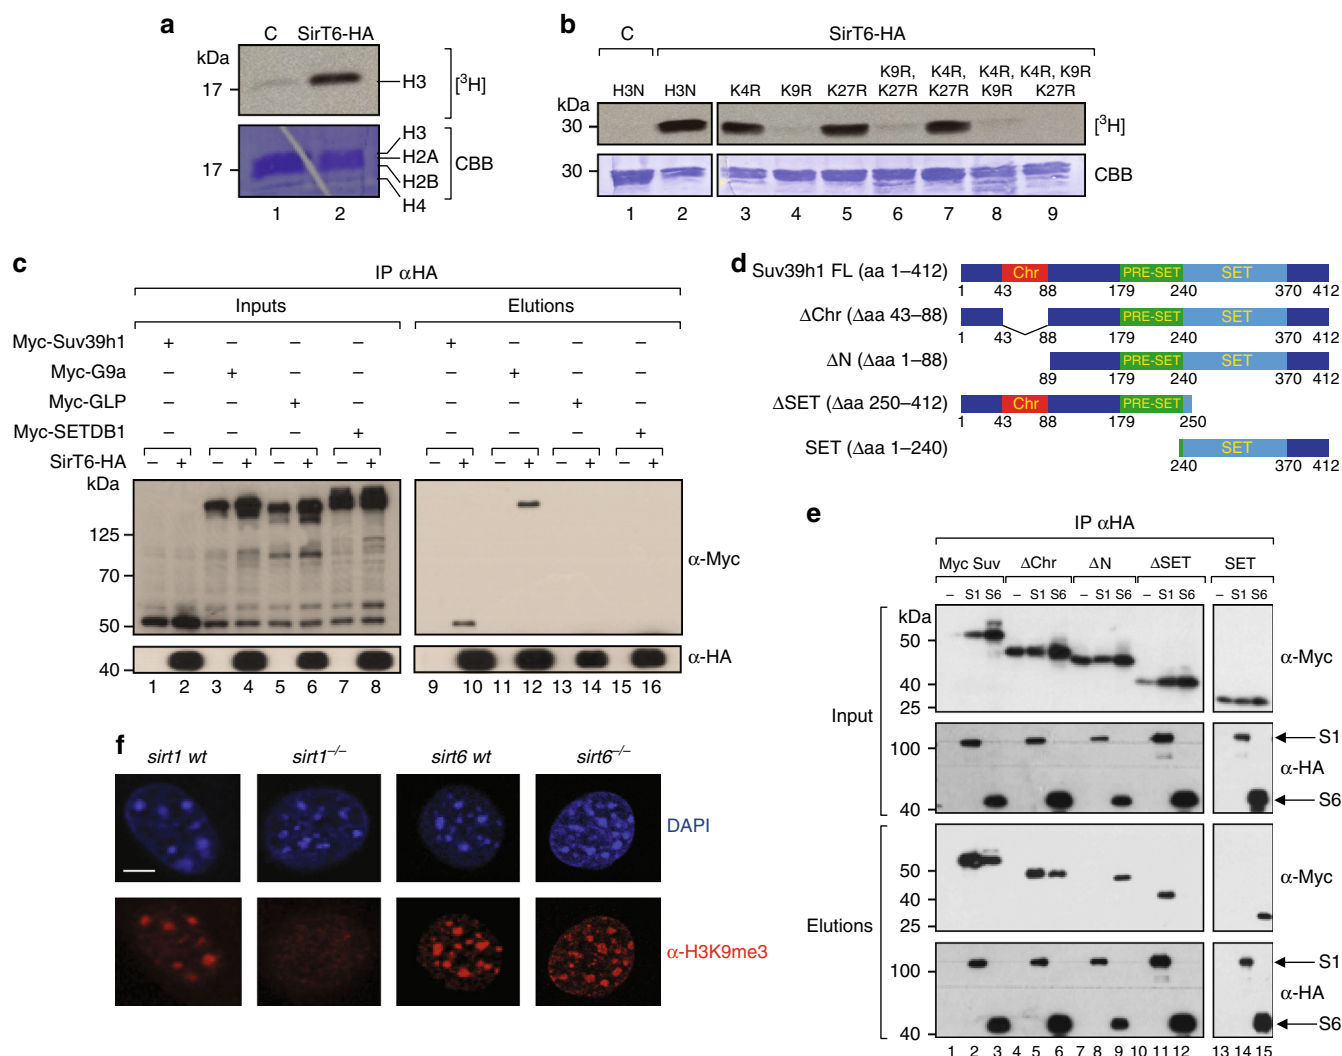 a
C SirT6-HA
kDa
17
H3
[³H]
17
H3
H2A
H2B
H4
CBB
1 2
b
C SirT6-HA
H3N H3N K4R K9R K27R K9R, K27R K4R, K27R K4R, K9R K4R, K9R K27R
kDa
30
[³H]
30
CBB
1 2 3 4 5 6 7 8 9
c
IP αHA
Inputs Elutions
Myc-Suv39h1 + – – – + – – –
Myc-G9a – + – – – + – –
Myc-GLP – – + – – – + –
Myc-SETDB1 – – – + – – – +
SirT6-HA – + – + – + – + – + – + – + – +
kDa
125
70
50
α-Myc
40
α-HA
1 2 3 4 5 6 7 8 9 10 11 12 13 14 15 16
d
Suv39h1 FL (aa 1–412) Chr PRE-SET SET
1 43 88 179 240 370 412
ΔChr (Δaa 43–88) PRE-SET SET
1 43 88 179 240 370 412
ΔN (Δaa 1–88) PRE-SET SET
89 179 240 370 412
ΔSET (Δaa 250–412) Chr PRE-SET
1 43 88 179 250
SET (Δaa 1–240) SET
240 370 412
e
IP αHA
Myc Suv ΔChr ΔN ΔSET SET
– S1 S6 – S1 S6 – S1 S6 – S1 S6 – S1 S6
kDa
50
40
25
α-Myc
Input
100
40
S1
α-HA
S6
50
40
25
α-Myc
Elutions
100
40
S1
α-HA
S6
1 2 3 4 5 6 7 8 9 10 11 12 13 14 15
f
sirt1 wt sirt1–/– sirt6 wt sirt6–/–
DAPI
α-H3K9me3